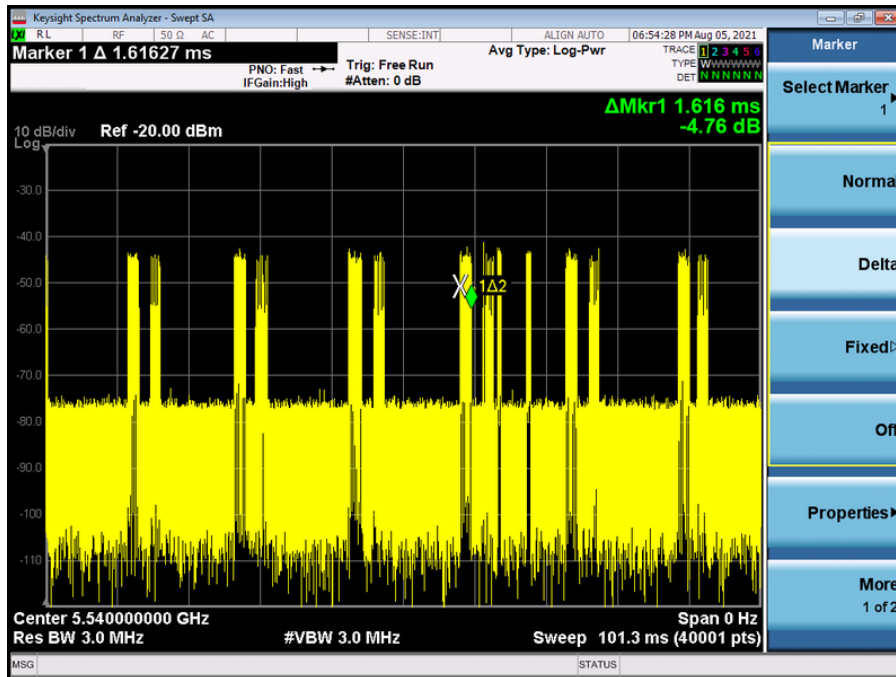 Keysight Spectrum Analyzer - Swept SA
LXI RL RF 50 Ω AC SENSE:INT ALIGN AUTO 06:54:28 PM Aug 05, 2021
Marker 1 Δ 1.61627 ms
PNO: Fast
IFGain:High
Trig: Free Run
#Atten: 0 dB
Avg Type: Log-Pwr
TRACE 1 2 3 4 5 6
TYPE W
DET N N N N N N
ΔMkr1 1.616 ms
-4.76 dB
10 dB/div
Log
Ref -20.00 dBm
-30.0
-40.0
-50.0
-60.0
-70.0
-80.0
-90.0
-100
-110
1Δ2
Center 5.540000000 GHz
Span 0 Hz
Res BW 3.0 MHz
#VBW 3.0 MHz
Sweep 101.3 ms (40001 pts)
MSG
STATUS
Marker
Select Marker
1
Normal
Delta
Fixed
Off
Properties
More
1 of 2